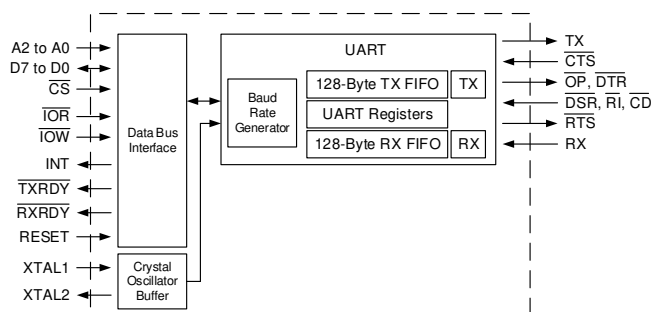 A2 to A0
D7 to D0
CS
IOR
IOW
INT
TXRDY
RXRDY
RESET
XTAL1
XTAL2
Data Bus
Interface
Crystal
Oscillator
Buffer
UART
Baud
Rate
Generator
128-Byte TX FIFO
TX
UART Registers
128-Byte RX FIFO
RX
TX
CTS
OP, DTR
DSR, RI, CD
RTS
RX